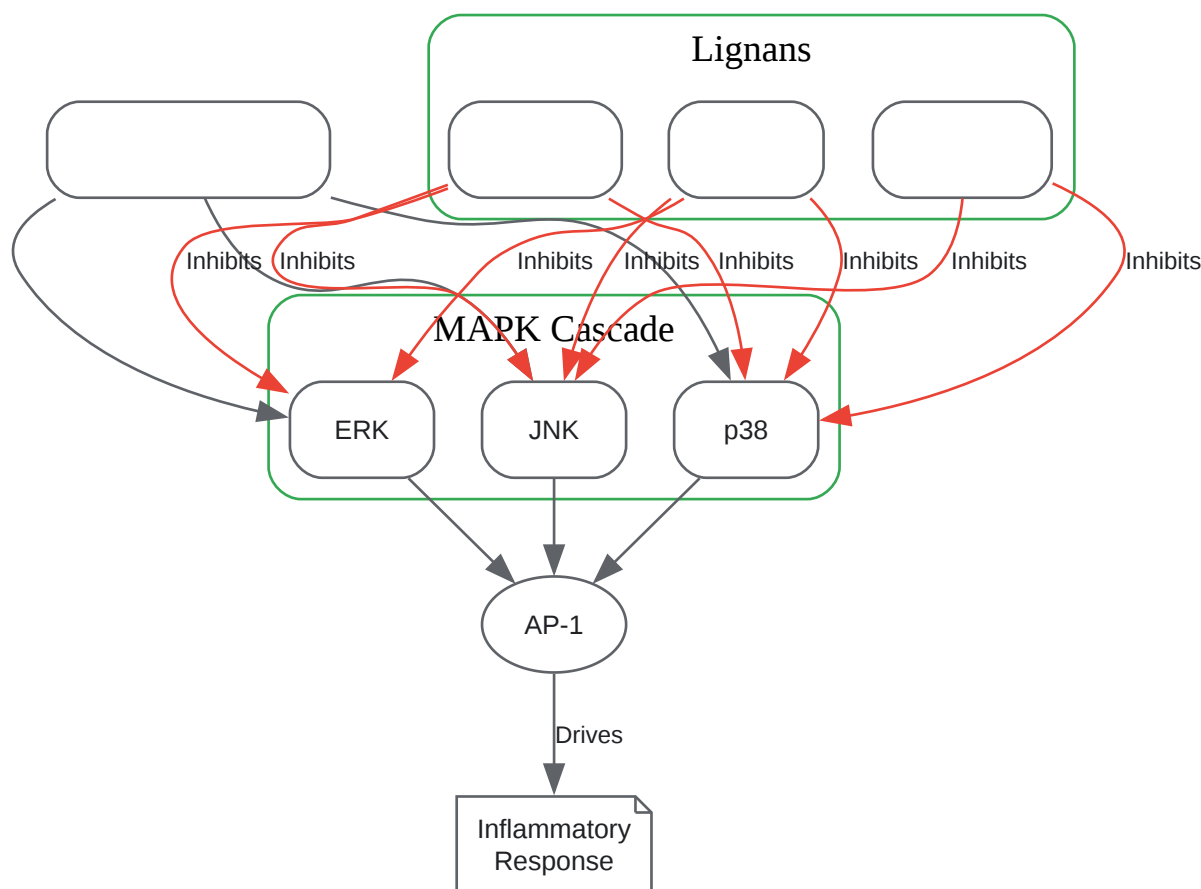 Lignans
Inhibits
Inhibits
Inhibits
Inhibits
Inhibits
Inhibits
Inhibits
Inhibits
MAPK Cascade
ERK
JNK
p38
AP-1
Drives
Inflammatory
Response